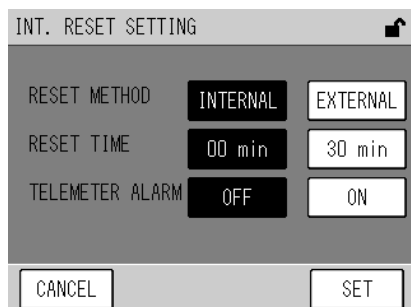 INT. RESET SETTING
RESET METHOD INTERNAL EXTERNAL
RESET TIME 00 min 30 min
TELEMETER ALARM OFF ON
CANCEL SET